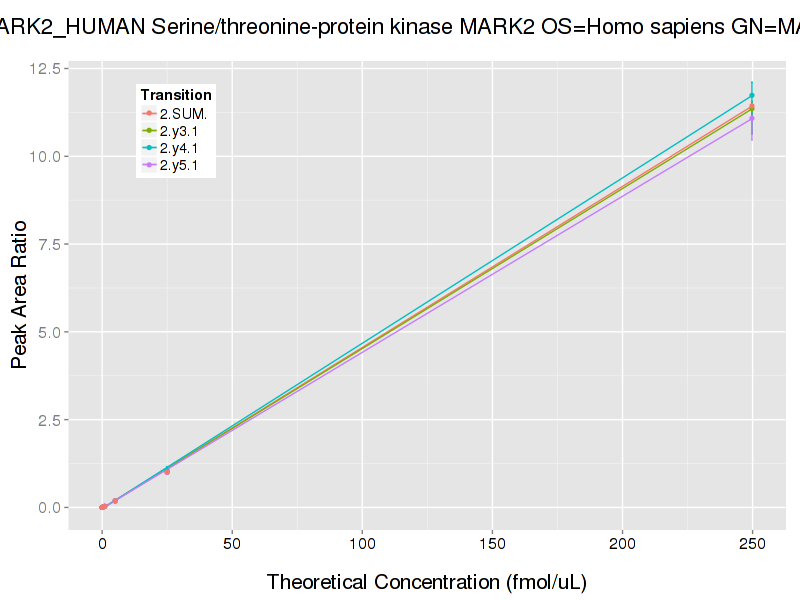 ARK2_HUMAN Serine/threonine-protein kinase MARK2 OS=Homo sapiens GN=MA
12.5
10.0
7.5
5.0
2.5
0.0
Peak Area Ratio
Transition
2.SUM.
2.y3.1
2.y4.1
2.y5.1
0 50 100 150 200 250
Theoretical Concentration (fmol/uL)